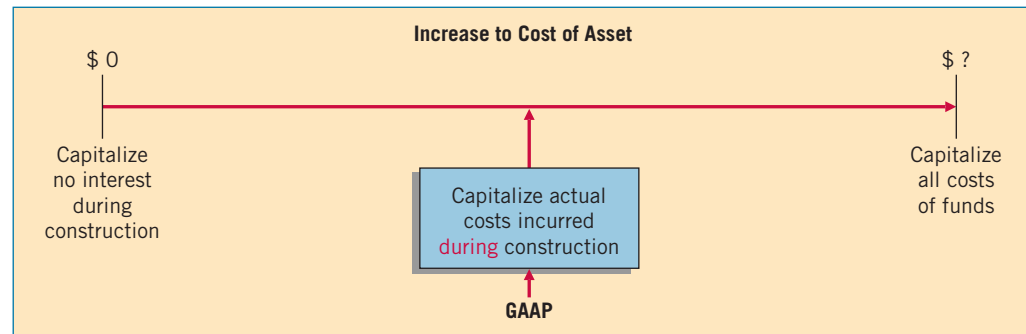 Increase to Cost of Asset
$ 0
$ ?
Capitalize
no interest
during
construction
Capitalize actual
costs incurred
during construction
Capitalize
all costs
of funds
GAAP